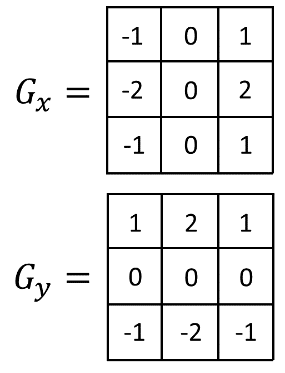 -1 0 1
Gx = -2 0 2
-1 0 1
1 2 1
Gy = 0 0 0
-1 -2 -1